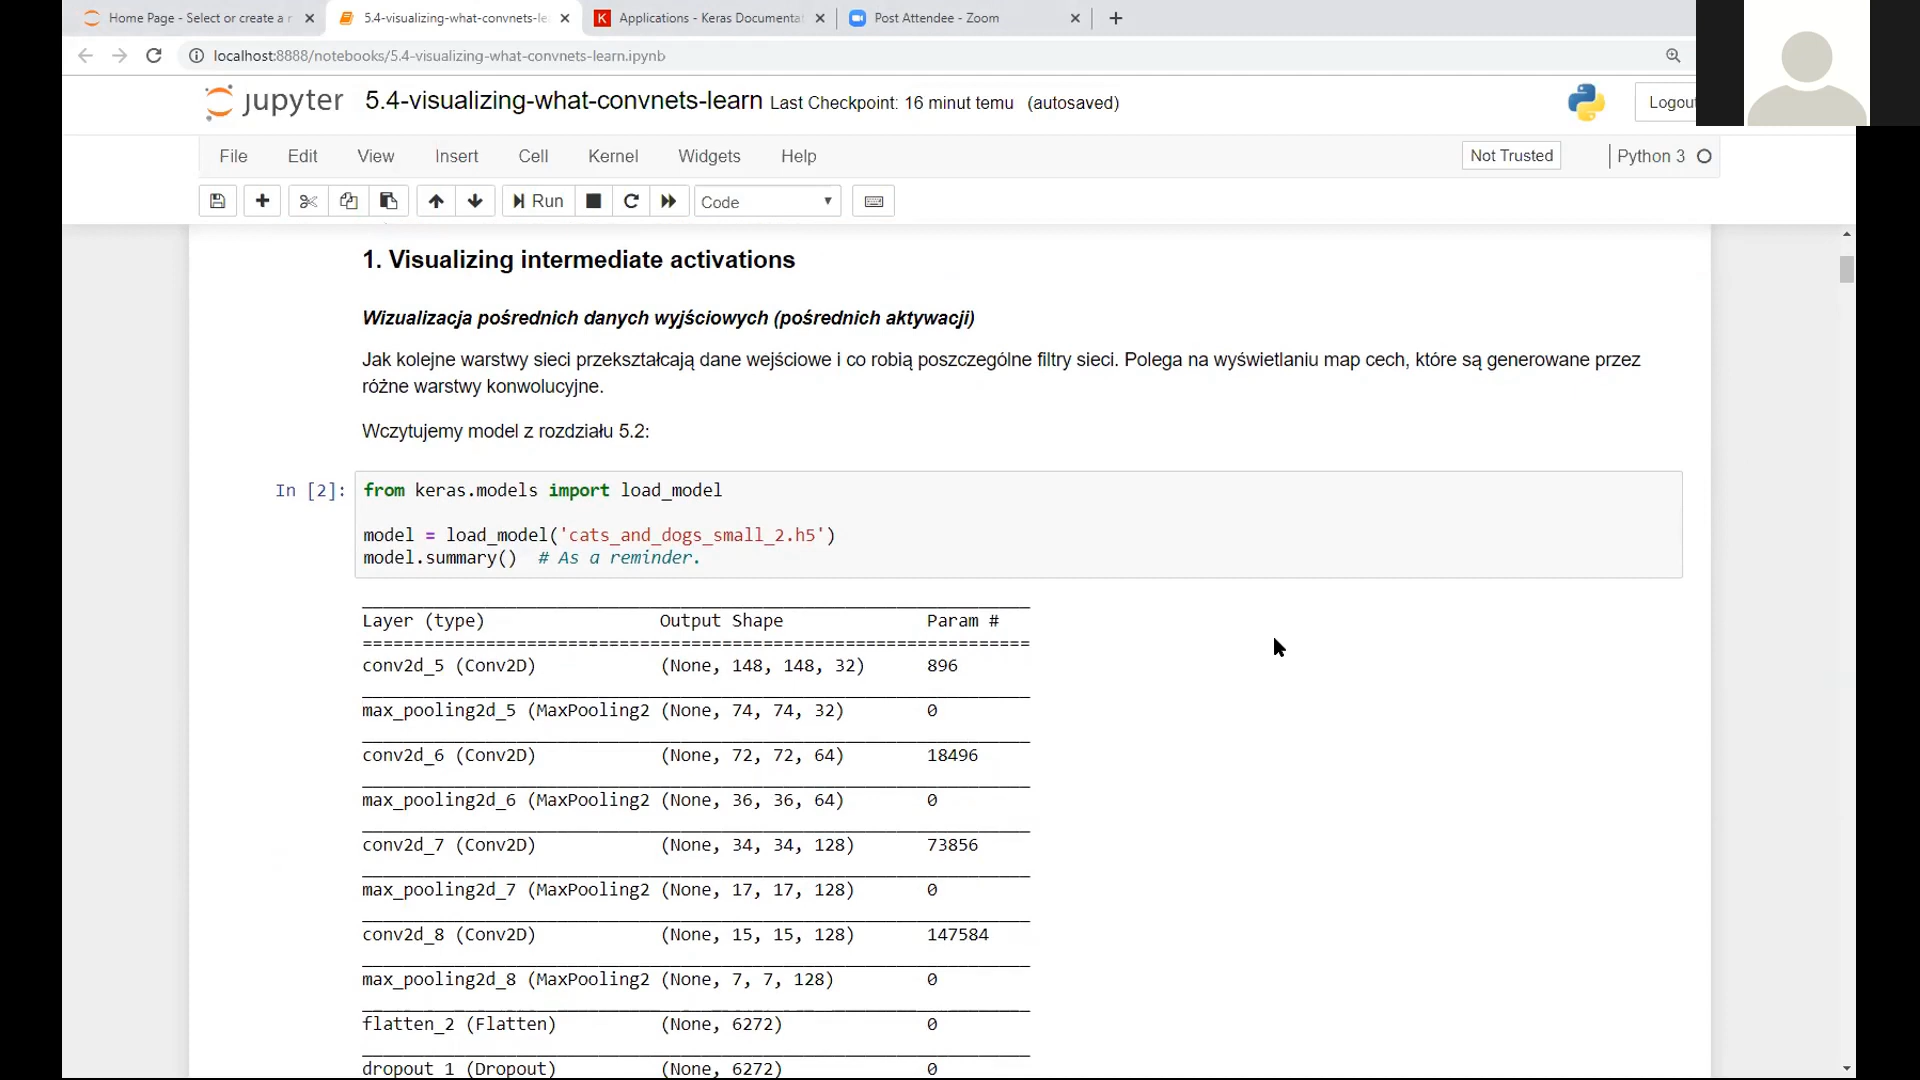 Home Page - Select or create a n
5.4-visualizing-what-convnets-le
Applications - Keras Documenta
Post Attendee - Zoom
localhost:8888/notebooks/5.4-visualizing-what-convnets-learn.ipynb
jupyter 5.4-visualizing-what-convnets-learn Last Checkpoint: 16 minut temu (autosaved)
Logout
File Edit View Insert Cell Kernel Widgets Help
Not Trusted
Python 3
Run
Code
1. Visualizing intermediate activations
Wizualizacja pośrednich danych wyjściowych (pośrednich aktywacji)
Jak kolejne warstwy sieci przekształcają dane wejściowe i co robią poszczególne filtry sieci. Polega na wyświetlaniu map cech, które są generowane przez
różne warstwy konwolucyjne.
Wczytujemy model z rozdziału 5.2:
In [2]: from keras.models import load_model
model = load_model('cats_and_dogs_small_2.h5')
model.summary() # As a reminder.
Layer (type) Output Shape Param #
=================================================================
conv2d_5 (Conv2D) (None, 148, 148, 32) 896
max_pooling2d_5 (MaxPooling2 (None, 74, 74, 32) 0
conv2d_6 (Conv2D) (None, 72, 72, 64) 18496
max_pooling2d_6 (MaxPooling2 (None, 36, 36, 64) 0
conv2d_7 (Conv2D) (None, 34, 34, 128) 73856
max_pooling2d_7 (MaxPooling2 (None, 17, 17, 128) 0
conv2d_8 (Conv2D) (None, 15, 15, 128) 147584
max_pooling2d_8 (MaxPooling2 (None, 7, 7, 128) 0
flatten_2 (Flatten) (None, 6272) 0
dropout_1 (Dropout) (None, 6272) 0